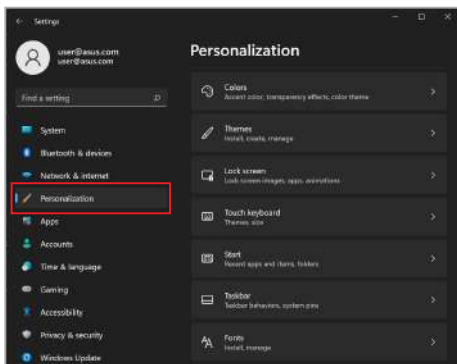 Settings
user@asus.com
user@asus.com
Find a setting
System
Bluetooth & devices
Network & internet
Personalization
Apps
Accounts
Time & language
Gaming
Accessibility
Privacy & security
Windows Update
Personalization
Colors
Accent color, transparency effects, color theme
Themes
Install, create, manage
Lock screen
Lock screen images, apps, animations
Touch keyboard
Themes, size
Start
Recent apps and items, folders
Taskbar
Taskbar behaviors, system pins
Fonts
Install, manage